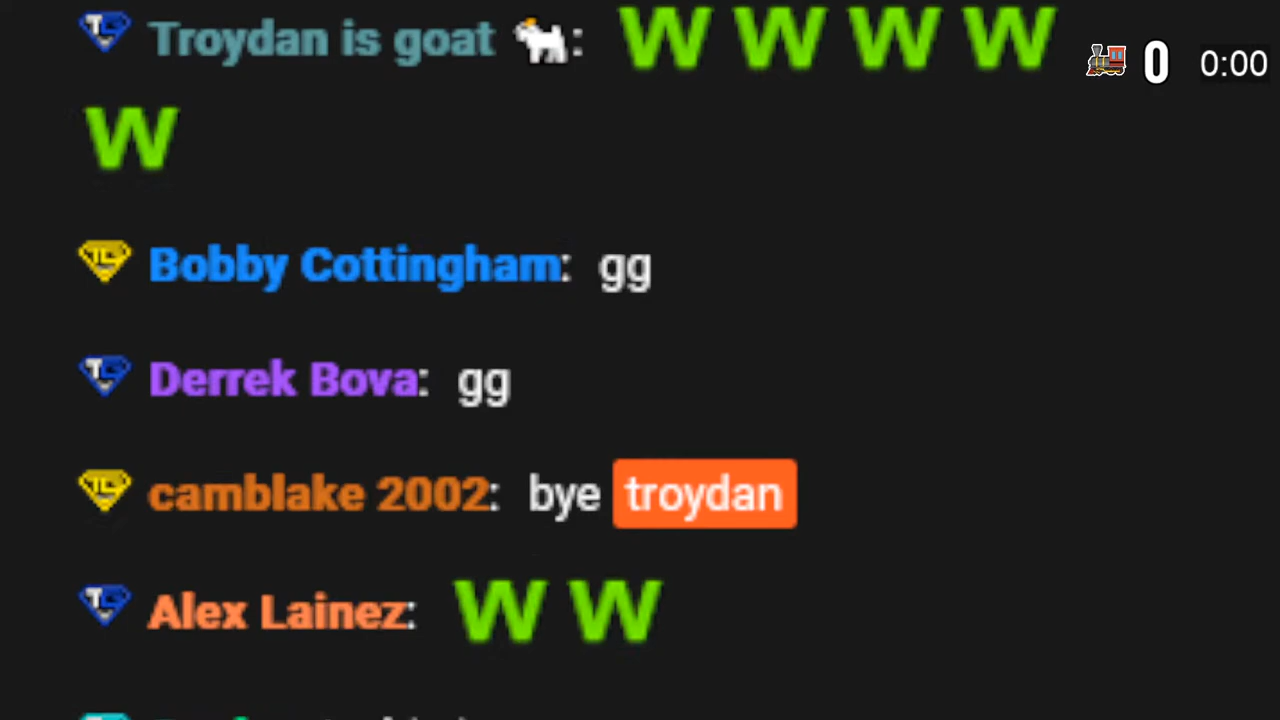 Troydan is goat 🐐: W W W W
0 0:00
W
Bobby Cottingham: gg
Derrek Bova: gg
camblake 2002: bye troydan
Alex Lainez: W W